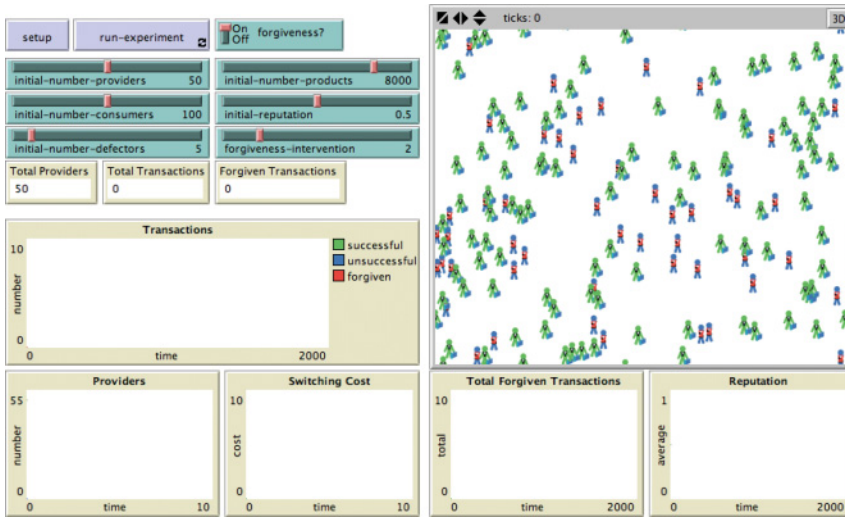 setup
run-experiment
On
Off
forgiveness?
initial-number-providers 50
initial-number-products 8000
initial-number-consumers 100
initial-reputation 0.5
initial-number-defectors 5
forgiveness-intervention 2
Total Providers
50
Total Transactions
0
Forgiven Transactions
0
ticks: 0
3D
Transactions
10
number
0
0
time
2000
successful
unsuccessful
forgiven
Providers
55
number
0
0
time
10
Switching Cost
10
cost
0
0
time
10
Total Forgiven Transactions
10
total
0
0
time
2000
Reputation
1
average
0
0
time
2000